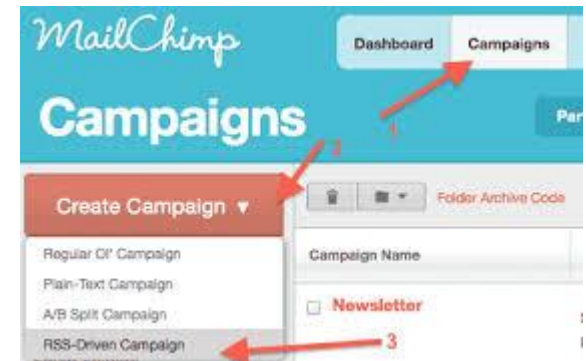 MailChimp
Dashboard Campaigns
Campaigns
1
2
Create Campaign ▼
Folder Archive Code
Regular Ol' Campaign
Plain-Text Campaign
A/B Split Campaign
RSS-Driven Campaign
Campaign Name
Newsletter
3